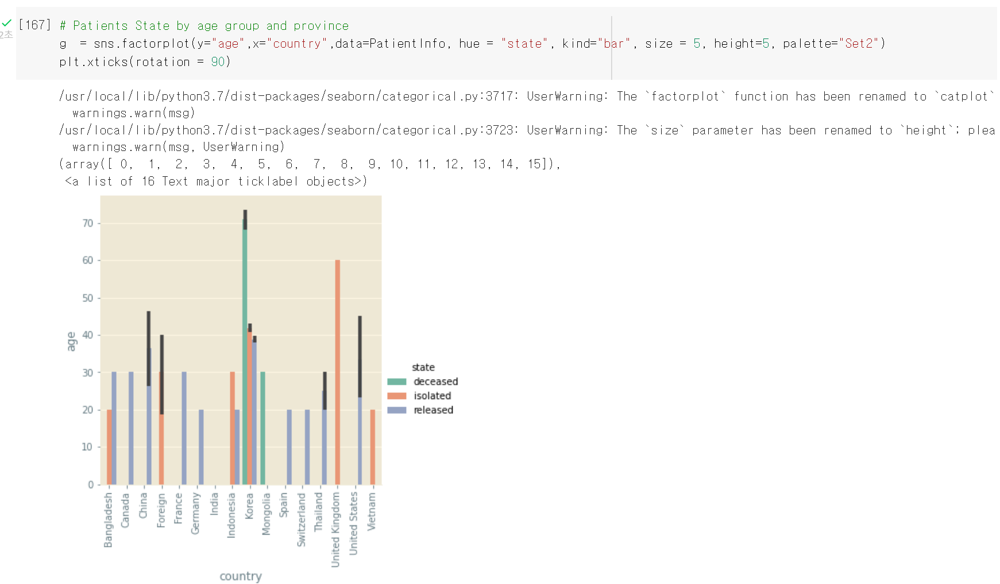 [167] # Patients State by age group and province
g  = sns.factorplot(y="age",x="country",data=PatientInfo, hue = "state", kind="bar", size = 5, height=5, palette="Set2")
2초
plt.xticks(rotation = 90)
/usr/local/lib/python3.7/dist-packages/seaborn/categorical.py:3717: UserWarning: The `factorplot` function has been renamed to `catplot`
warnings.warn(msg)
/usr/local/lib/python3.7/dist-packages/seaborn/categorical.py:3723: UserWarning: The `size` parameter has been renamed to `height`; plea
warnings.warn(msg, UserWarning)
(array([ 0,  1,  2,  3,  4,  5,  6,  7,  8,  9, 10, 11, 12, 13, 14, 15]),
<a list of 16 Text major ticklabel objects>)
70
60
50
40
30
20
10
0
age
state
deceased
isolated
released
Bangladesh
Canada
China
Foreign
France
Germany
India
Indonesia
Korea
Mongolia
Spain
Switzerland
Thailand
United Kingdom
United States
Vietnam
country